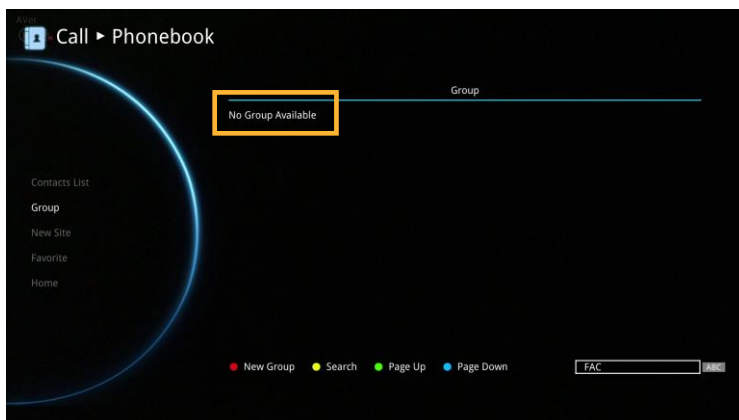 AVer
Call ► Phonebook
Group
No Group Available
Contacts List
Group
New Site
Favorite
Home
New Group Search Page Up Page Down
FAC ABC